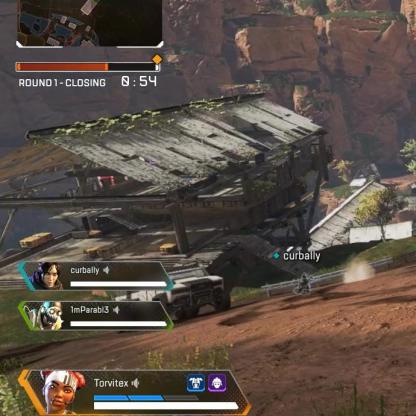 ROUND 1 - CLOSING 0:54
curbally
curbally
1mParabl3
Torvitex